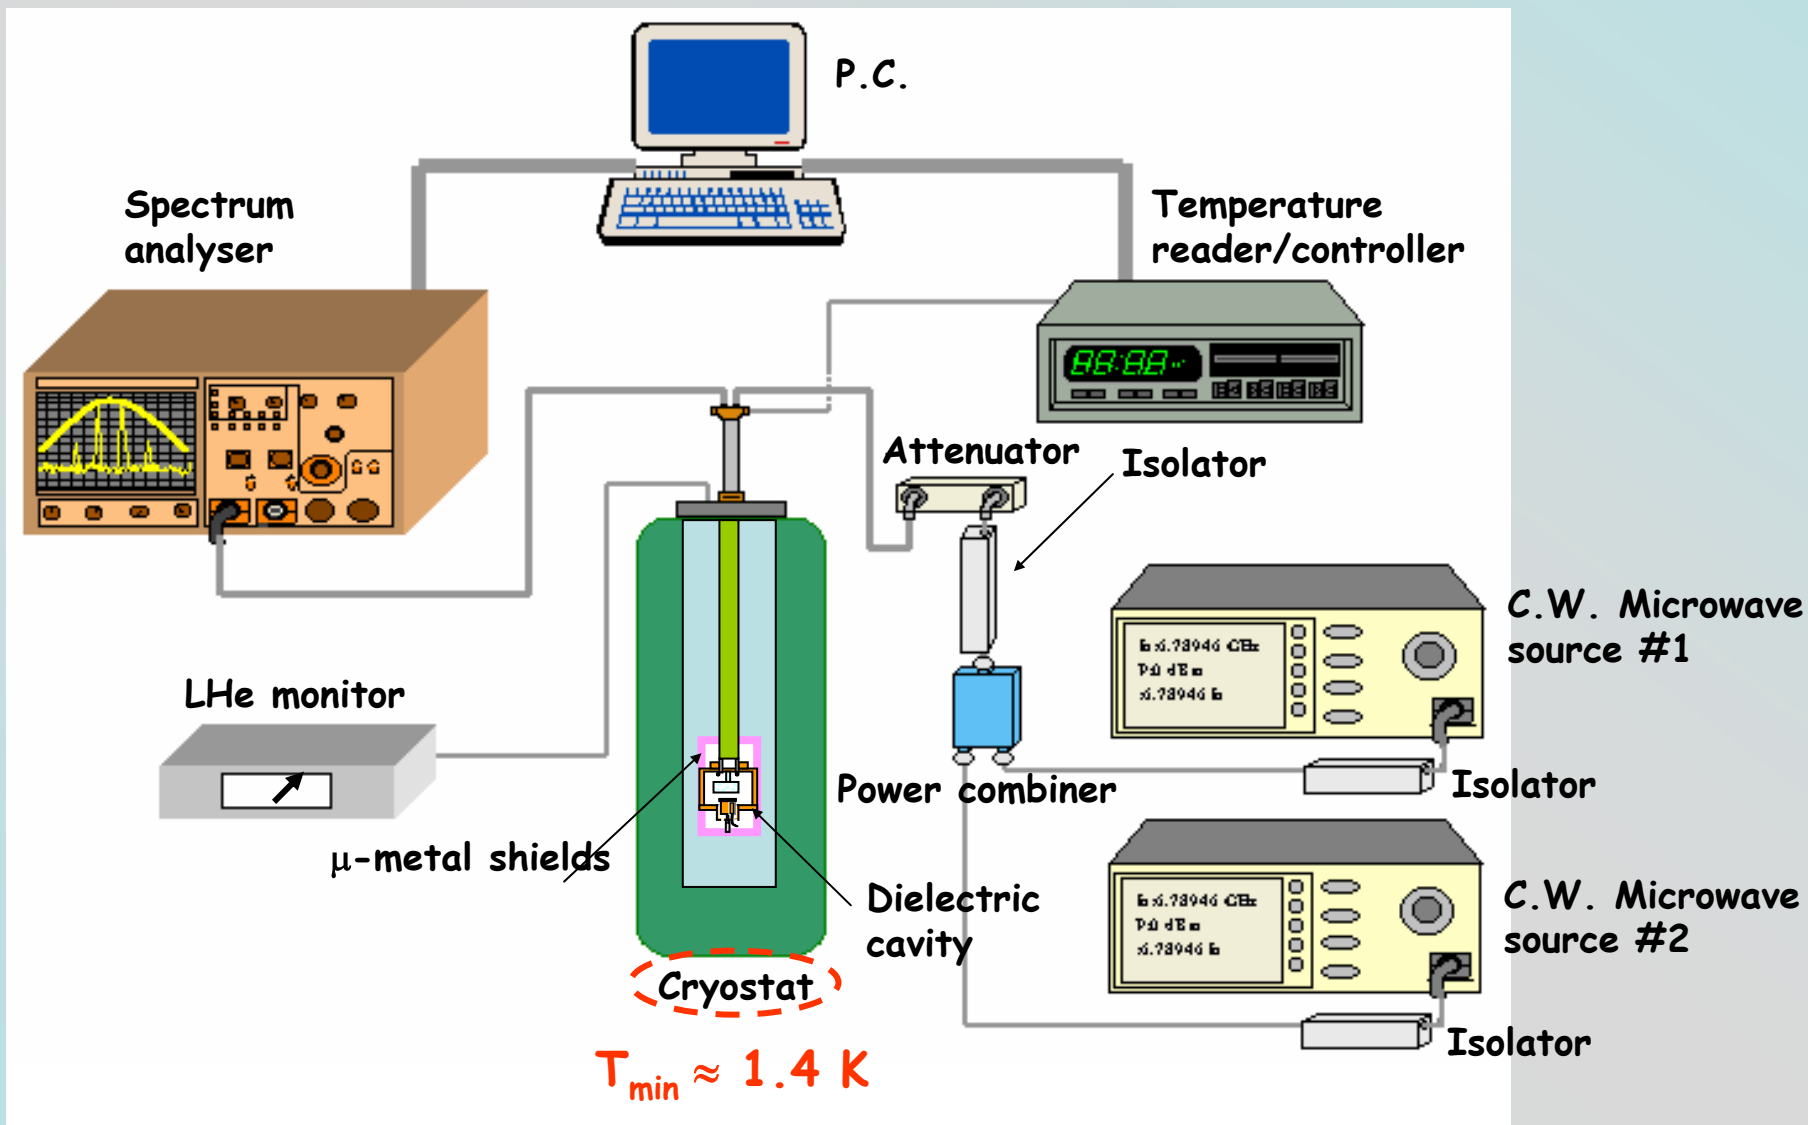 P.C.
Spectrum
analyser
Temperature
reader/controller
Attenuator
Isolator
C.W. Microwave
source #1
LHe monitor
Power combiner
Isolator
μ-metal shields
Dielectric
cavity
C.W. Microwave
source #2
Cryostat
Isolator
Tmin ≈ 1.4 K